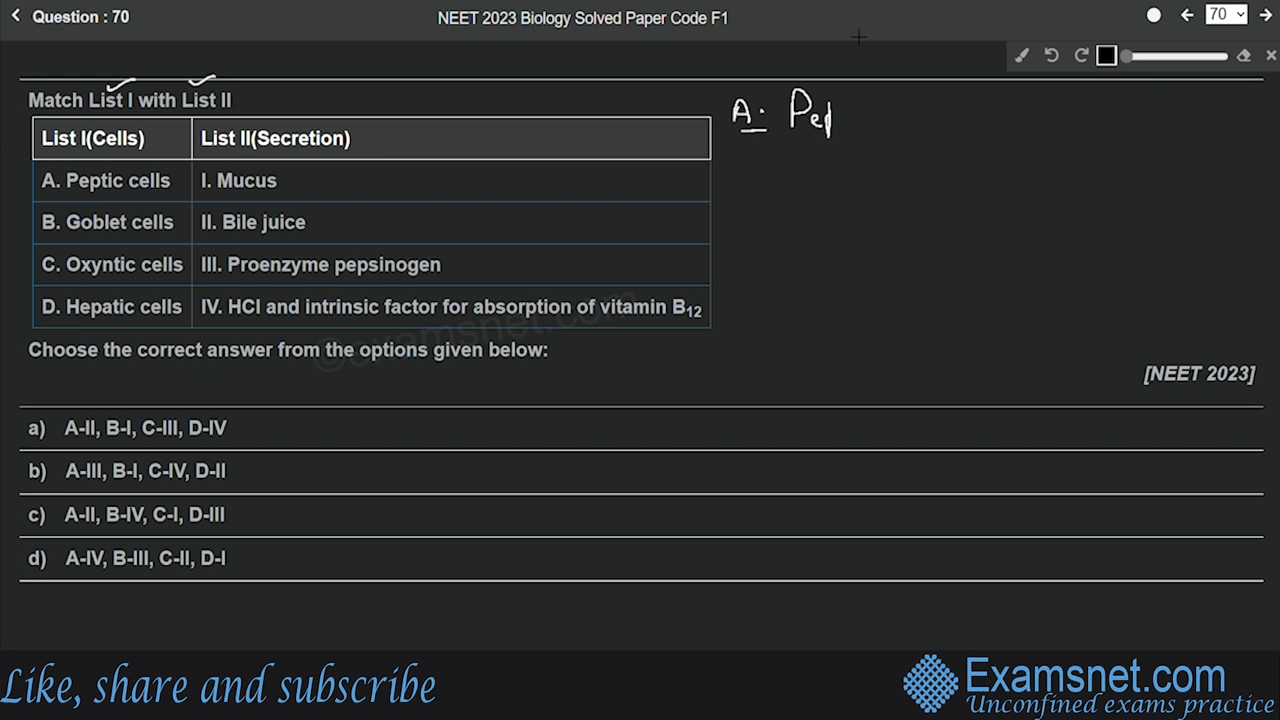 Question : 70
NEET 2023 Biology Solved Paper Code F1
70
Match List I with List II
A. Pep
List I(Cells) List II(Secretion)
A. Peptic cells I. Mucus
B. Goblet cells II. Bile juice
C. Oxyntic cells III. Proenzyme pepsinogen
D. Hepatic cells IV. HCl and intrinsic factor for absorption of vitamin B12
©examsnet.com
Choose the correct answer from the options given below:
[NEET 2023]
a) A-II, B-I, C-III, D-IV
b) A-III, B-I, C-IV, D-II
c) A-II, B-IV, C-I, D-III
d) A-IV, B-III, C-II, D-I
Like, share and subscribe
Examsnet.com
Unconfined exams practice